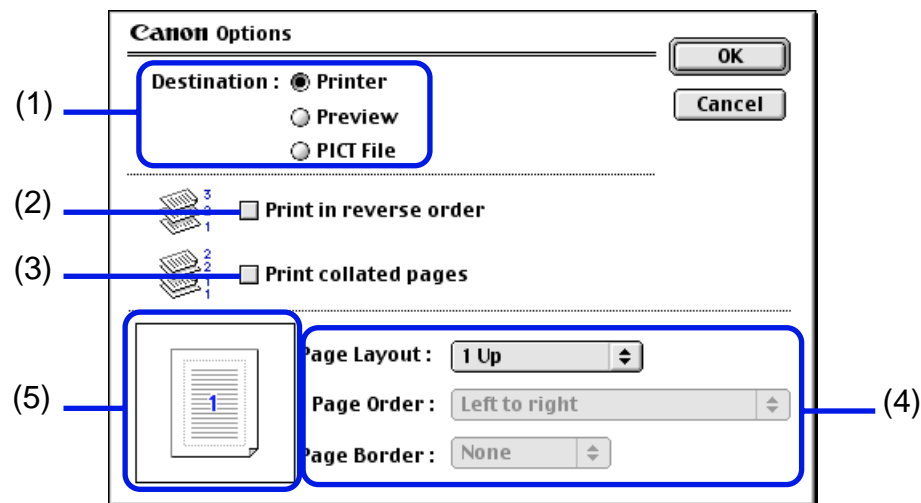 Canon Options
OK
(1)
Destination : Printer
Cancel
Preview
PICT File
(2)
3
2
1
Print in reverse order
(3)
2
2
1
1
Print collated pages
(5)
1
Page Layout : 1 Up
Page Order : Left to right
(4)
Page Border : None